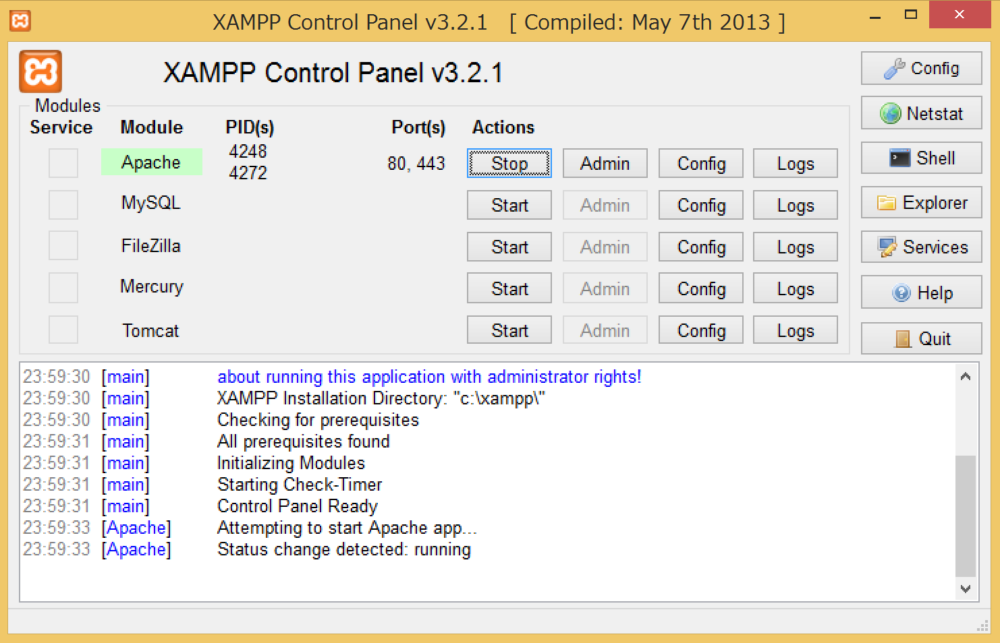 XAMPP Control Panel v3.2.1 [ Compiled: May 7th 2013 ]
XAMPP Control Panel v3.2.1
Config
Modules
Netstat
Service Module PID(s) Port(s) Actions
Apache 4248 4272 80, 443 Stop Admin Config Logs
Shell
MySQL Start Admin Config Logs
Explorer
FileZilla Start Admin Config Logs
Services
Mercury Start Admin Config Logs
Help
Tomcat Start Admin Config Logs
Quit
23:59:30 [main] about running this application with administrator rights!
23:59:30 [main] XAMPP Installation Directory: "c:\xampp\"
23:59:30 [main] Checking for prerequisites
23:59:31 [main] All prerequisites found
23:59:31 [main] Initializing Modules
23:59:31 [main] Starting Check-Timer
23:59:31 [main] Control Panel Ready
23:59:33 [Apache] Attempting to start Apache app...
23:59:33 [Apache] Status change detected: running